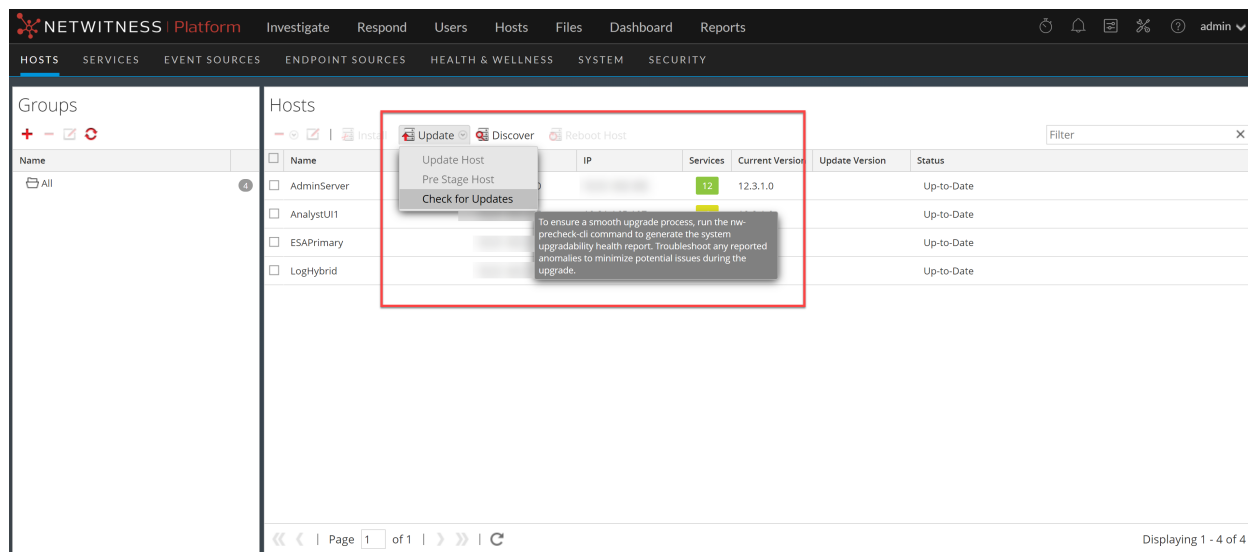 NETWITNESS | Platform Investigate Respond Users Hosts Files Dashboard Reports admin
HOSTS SERVICES EVENT SOURCES ENDPOINT SOURCES HEALTH & WELLNESS SYSTEM SECURITY
Groups
Name
All 4
Hosts
Install Update Discover Reboot Host Filter
Name IP Services Current Version Update Version Status
Update Host
Pre Stage Host
Check for Updates
AdminServer 0 12 12.3.1.0 Up-to-Date
AnalystUI1 Up-to-Date
ESAPrimary Up-to-Date
LogHybrid Up-to-Date
To ensure a smooth upgrade process, run the nw-
precheck-cli command to generate the system
upgradability health report. Troubleshoot any reported
anomalies to minimize potential issues during the
upgrade.
Page 1 of 1 Displaying 1 - 4 of 4